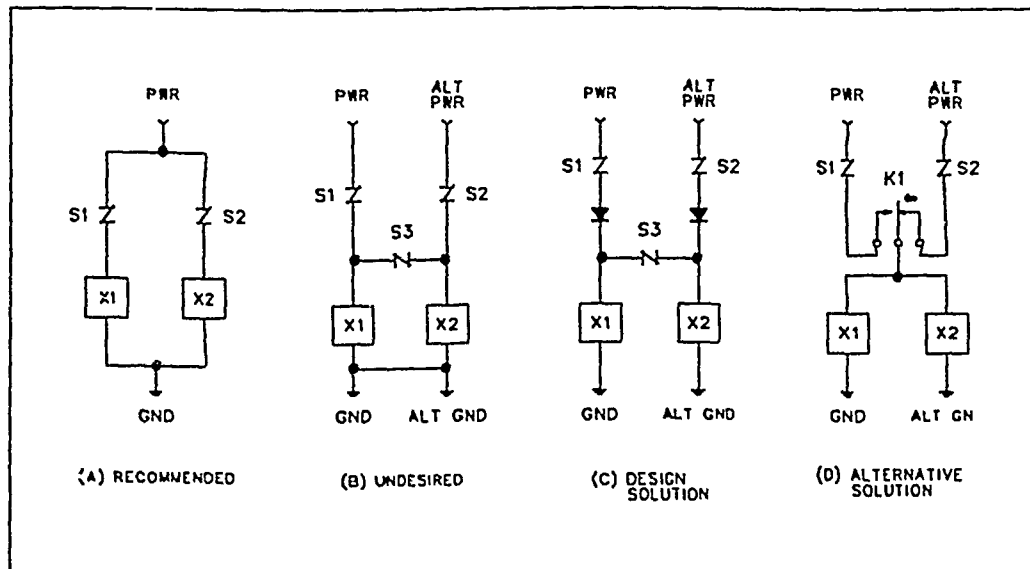 PWR
S1
S2
X1
X2
GND
(A) RECOMMENDED
PWR
ALT
PWR
S1
S2
S3
X1
X2
GND
ALT GND
(B) UNDESIRED
PWR
ALT
PWR
S1
S2
S3
X1
X2
GND
ALT GND
(C) DESIGN
SOLUTION
PWR
ALT
PWR
S1
S2
K1
X1
X2
GND
ALT GN
(D) ALTERNATIVE
SOLUTION